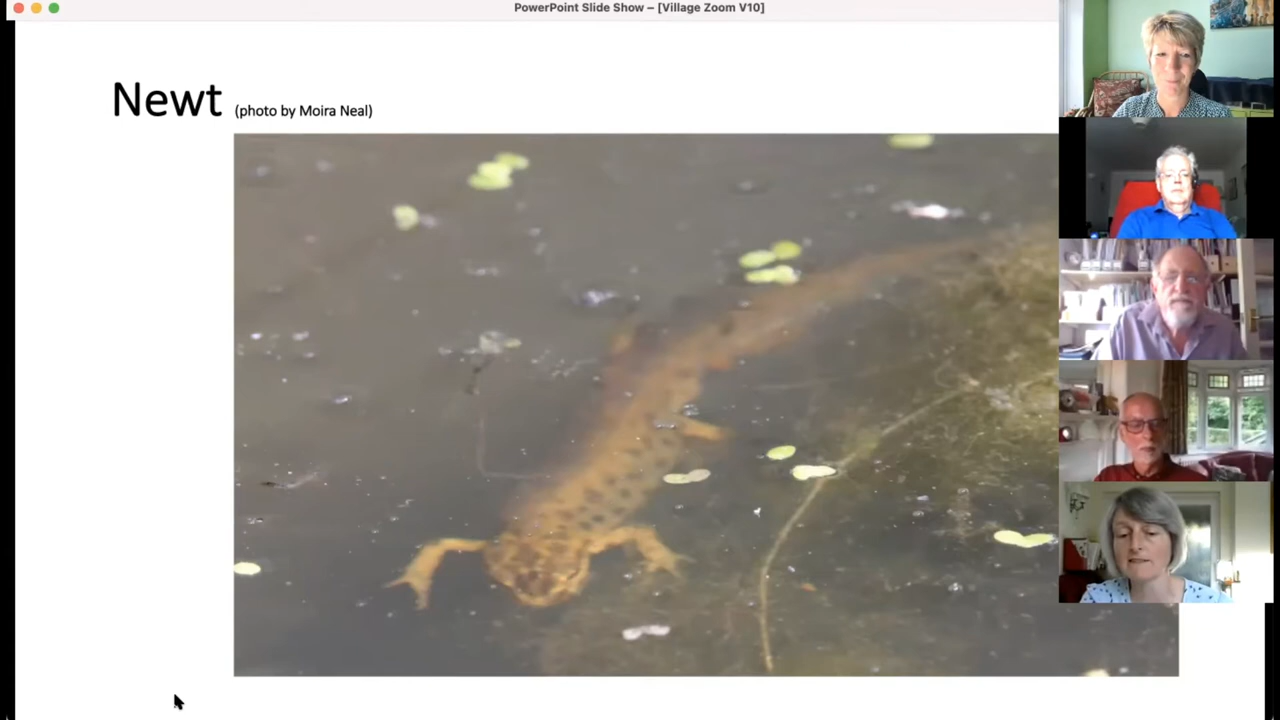 PowerPoint Slide Show – [Village Zoom V10]
Newt (photo by Moira Neal)